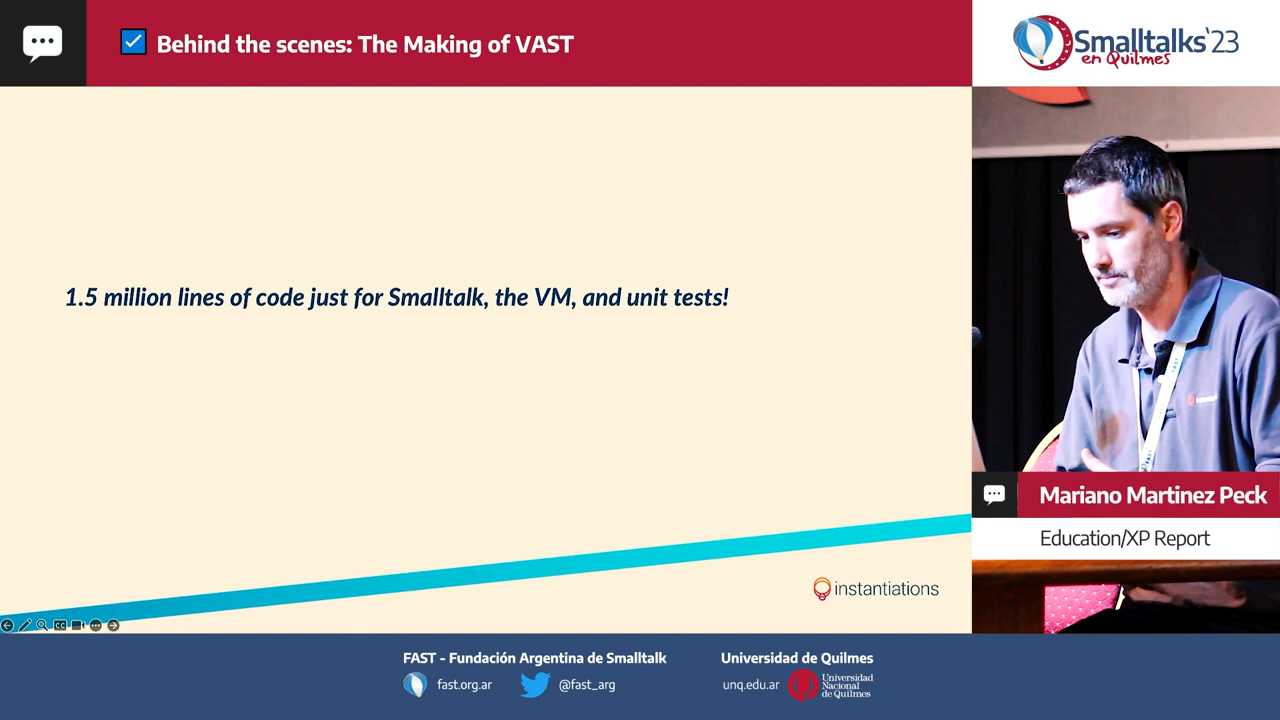 Behind the scenes: The Making of VAST
Smalltalks'23
en Quilmes
1.5 million lines of code just for Smalltalk, the VM, and unit tests!
Mariano Martinez Peck
Education/XP Report
instantiations
CC
FAST - Fundación Argentina de Smalltalk
fast.org.ar
@fast_arg
Universidad de Quilmes
unq.edu.ar
Universidad
Nacional
de Quilmes